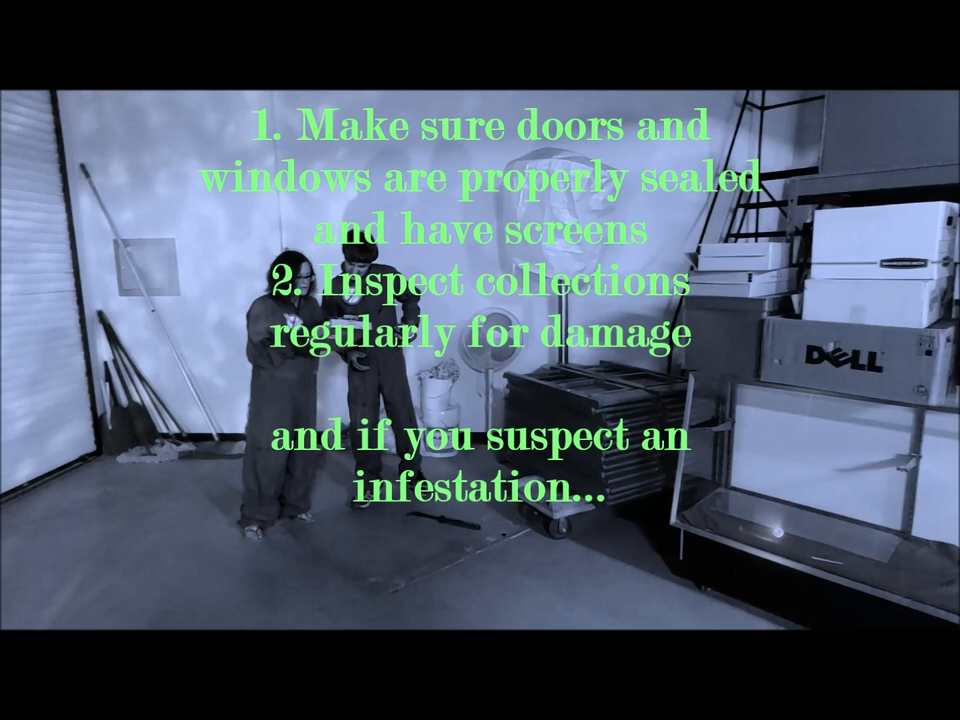 1. Make sure doors and
windows are properly sealed
and have screens
2. Inspect collections
regularly for damage
and if you suspect an
infestation...
DELL